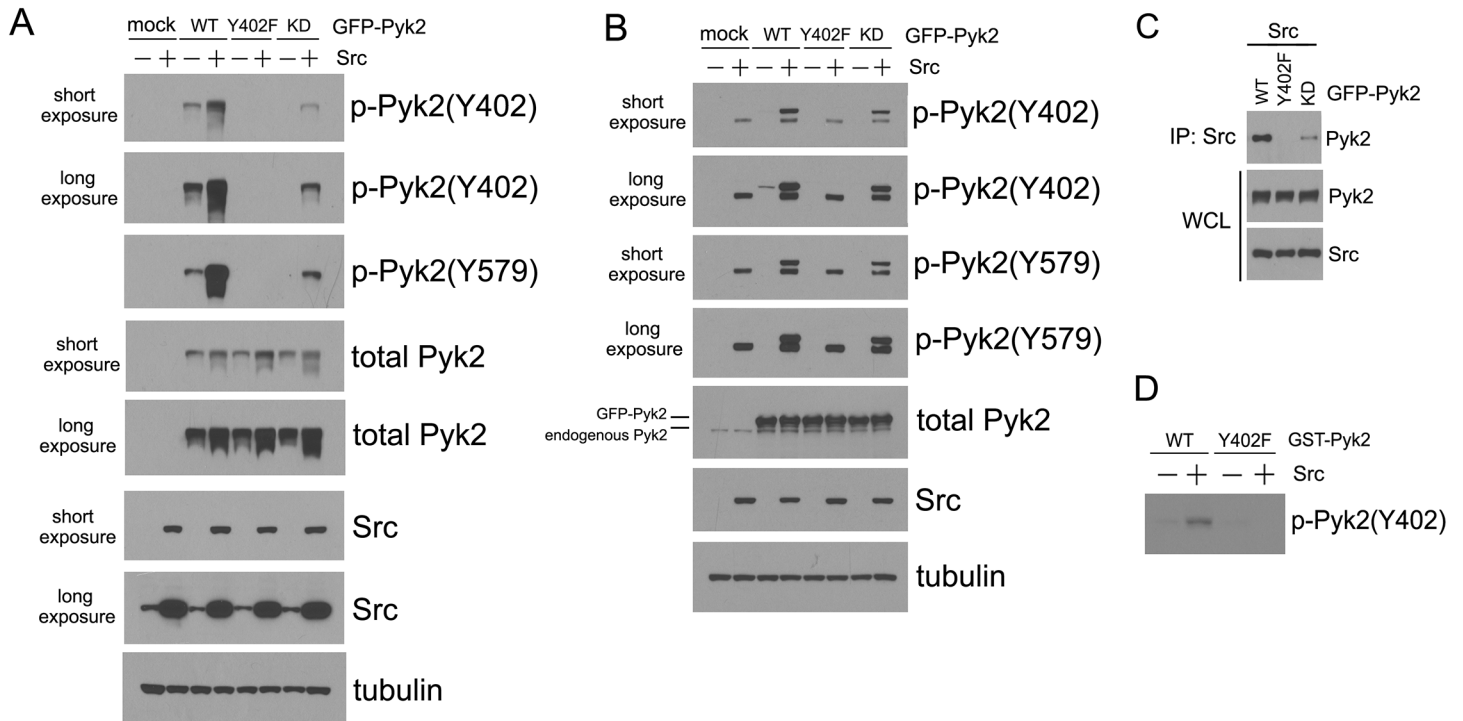 A
mock WT Y402F KD GFP-Pyk2
− + − + − + − + Src
short exposure p-Pyk2(Y402)
long exposure p-Pyk2(Y402)
p-Pyk2(Y579)
short exposure total Pyk2
long exposure total Pyk2
short exposure Src
long exposure Src
tubulin
B
mock WT Y402F KD GFP-Pyk2
− + − + − + − + Src
short exposure p-Pyk2(Y402)
long exposure p-Pyk2(Y402)
short exposure p-Pyk2(Y579)
long exposure p-Pyk2(Y579)
GFP-Pyk2
endogenous Pyk2
total Pyk2
Src
tubulin
C
Src
WT Y402F KD GFP-Pyk2
IP: Src Pyk2
WCL
Pyk2
Src
D
WT Y402F GST-Pyk2
− + − + Src
p-Pyk2(Y402)